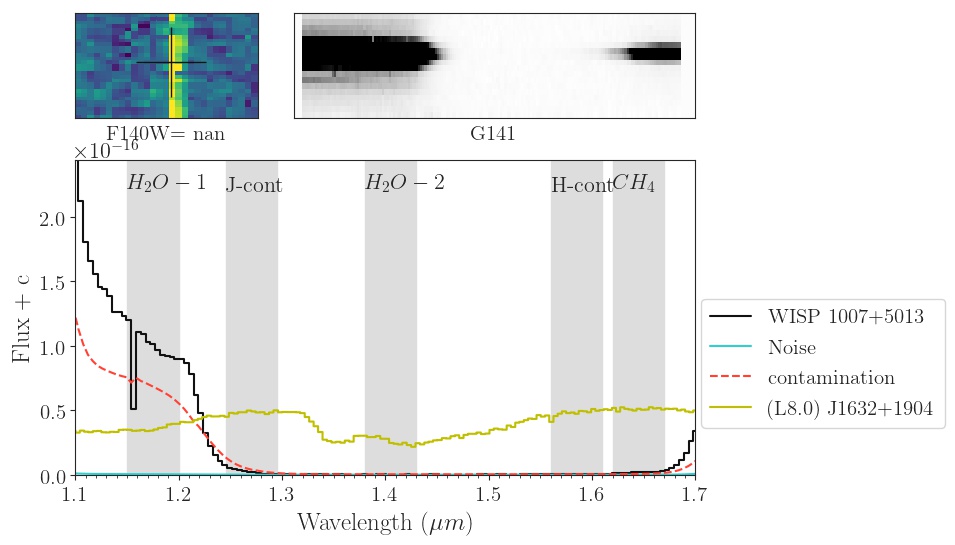 F140W= nan
G141
×10−16
H2O − 1
J-cont
H2O − 2
H-cont
CH4
2.0
1.5
1.0
0.5
0.0
Flux + c
1.1
1.2
1.3
1.4
1.5
1.6
1.7
Wavelength (μm)
WISP 1007+5013
Noise
contamination
(L8.0) J1632+1904